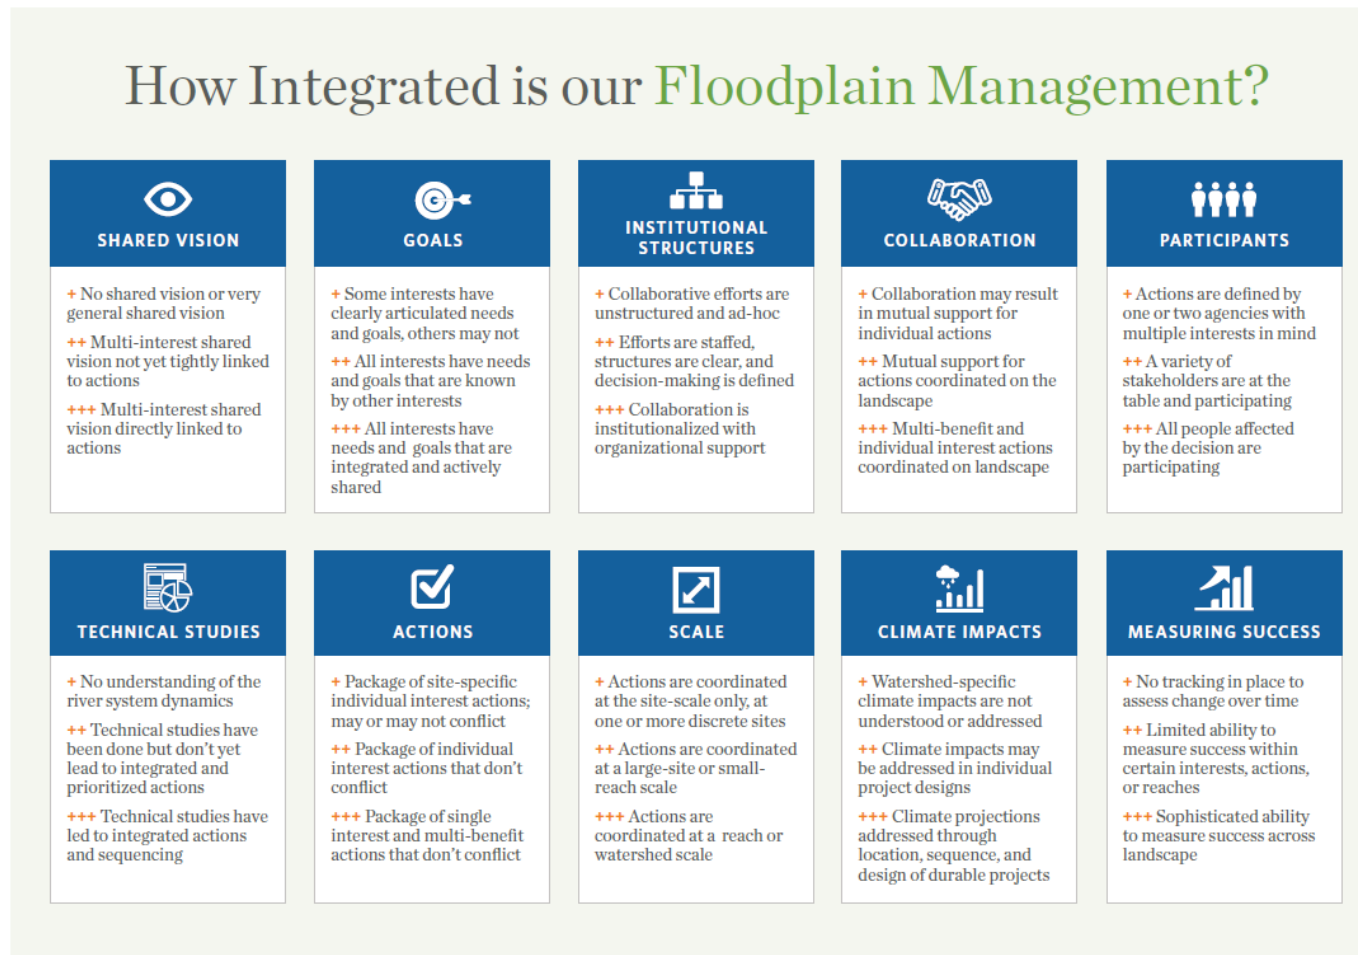 How Integrated is our Floodplain Management?
SHARED VISION
+ No shared vision or very
general shared vision
++ Multi-interest shared
vision not yet tightly linked
to actions
+++ Multi-interest shared
vision directly linked to
actions
GOALS
+ Some interests have
clearly articulated needs
and goals, others may not
++ All interests have needs
and goals that are known
by other interests
+++ All interests have
needs and goals that are
integrated and actively
shared
INSTITUTIONAL
STRUCTURES
+ Collaborative efforts are
unstructured and ad-hoc
++ Efforts are staffed,
structures are clear, and
decision-making is defined
+++ Collaboration is
institutionalized with
organizational support
COLLABORATION
+ Collaboration may result
in mutual support for
individual actions
++ Mutual support for
actions coordinated on the
landscape
+++ Multi-benefit and
individual interest actions
coordinated on landscape
PARTICIPANTS
+ Actions are defined by
one or two agencies with
multiple interests in mind
++ A variety of
stakeholders are at the
table and participating
+++ All people affected
by the decision are
participating
TECHNICAL STUDIES
+ No understanding of the
river system dynamics
++ Technical studies have
been done but don't yet
lead to integrated and
prioritized actions
+++ Technical studies have
led to integrated actions
and sequencing
ACTIONS
+ Package of site-specific
individual interest actions;
may or may not conflict
++ Package of individual
interest actions that don't
conflict
+++ Package of single
interest and multi-benefit
actions that don't conflict
SCALE
+ Actions are coordinated
at the site-scale only, at
one or more discrete sites
++ Actions are coordinated
at a large-site or small-
reach scale
+++ Actions are
coordinated at a reach or
watershed scale
CLIMATE IMPACTS
+ Watershed-specific
climate impacts are not
understood or addressed
++ Climate impacts may
be addressed in individual
project designs
+++ Climate projections
addressed through
location, sequence, and
design of durable projects
MEASURING SUCCESS
+ No tracking in place to
assess change over time
++ Limited ability to
measure success within
certain interests, actions,
or reaches
+++ Sophisticated ability
to measure success across
landscape